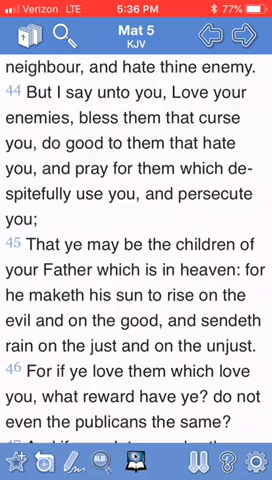 Verizon LTE 5:36 PM 77%
Mat 5
KJV
neighbour, and hate thine enemy.
44 But I say unto you, Love your
enemies, bless them that curse
you, do good to them that hate
you, and pray for them which de-
spitefully use you, and persecute
you;
45 That ye may be the children of
your Father which is in heaven: for
he maketh his sun to rise on the
evil and on the good, and sendeth
rain on the just and on the unjust.
46 For if ye love them which love
you, what reward have ye? do not
even the publicans the same?